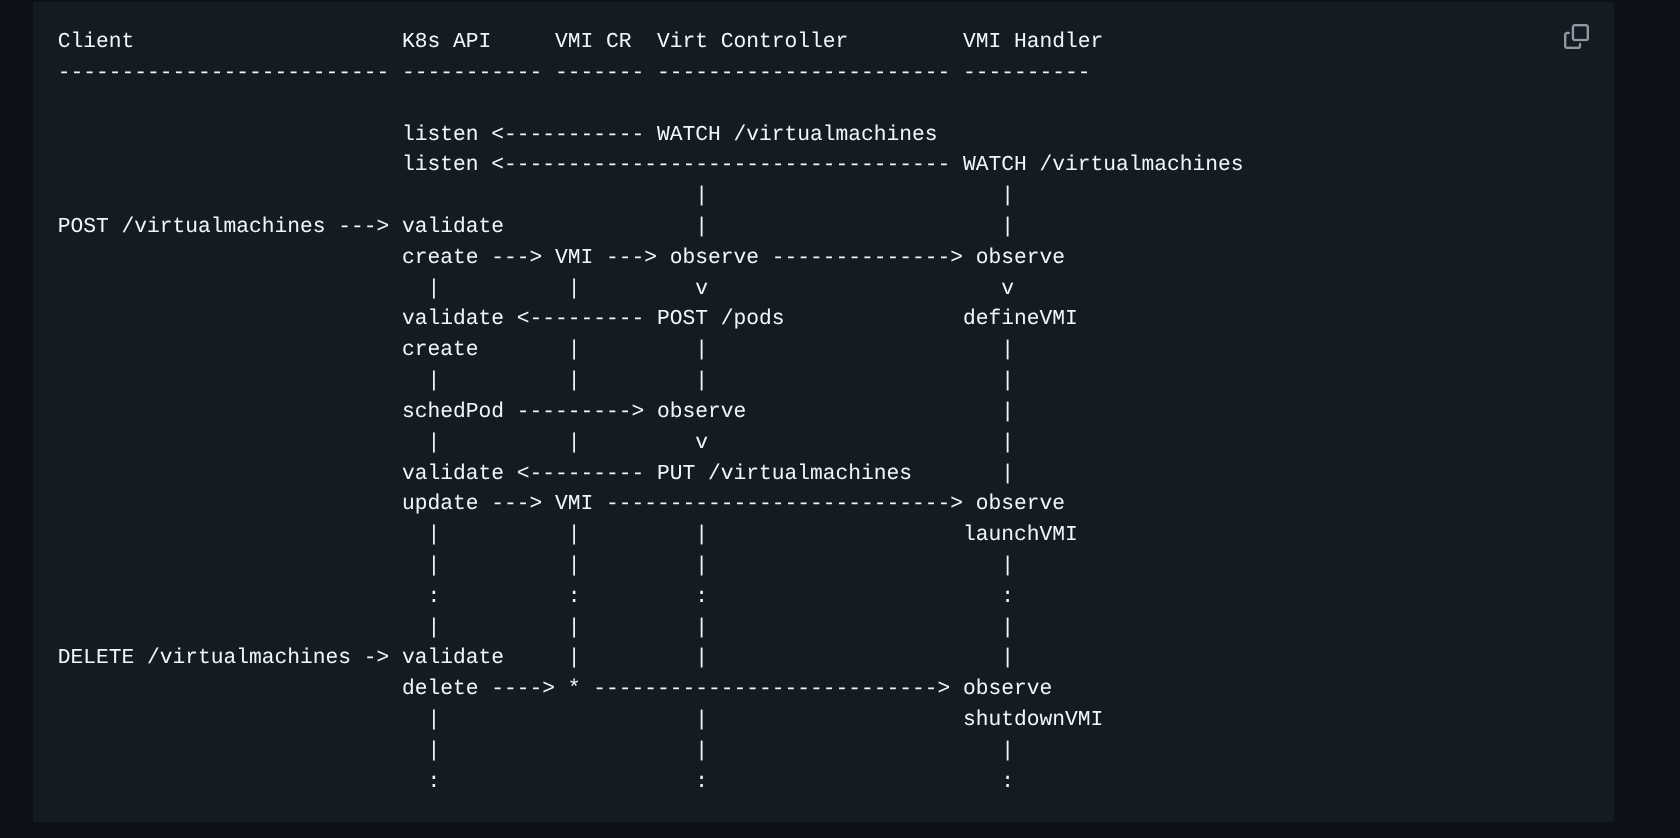 Client                     K8s API     VMI CR  Virt Controller         VMI Handler
-------------------------- ----------- ------- ----------------------- ----------

                           listen <----------- WATCH /virtualmachines
                           listen <----------------------------------- WATCH /virtualmachines
                                                  |                       |
POST /virtualmachines ---> validate               |                       |
                           create ---> VMI ---> observe --------------> observe
                             |          |         v                       v
                           validate <--------- POST /pods              defineVMI
                           create       |         |                       |
                             |          |         |                       |
                           schedPod ---------> observe                    |
                             |          |         v                       |
                           validate <--------- PUT /virtualmachines       |
                           update ---> VMI ---------------------------> observe
                             |          |         |                    launchVMI
                             |          |         |                       |
                             :          :         :                       :
                             |          |         |                       |
DELETE /virtualmachines -> validate     |         |                       |
                           delete ----> * ---------------------------> observe
                             |                    |                    shutdownVMI
                             |                    |                       |
                             :                    :                       :